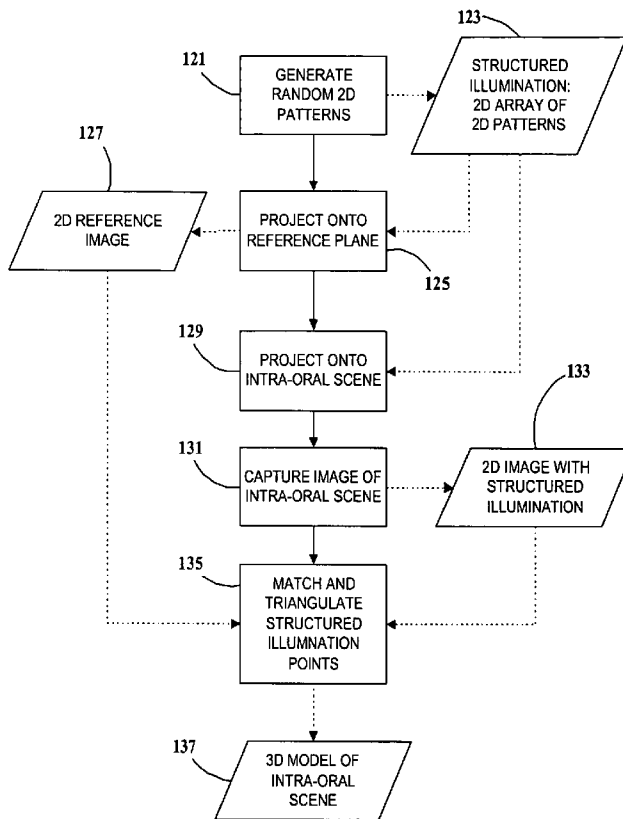 123
121
GENERATE
RANDOM 2D
PATTERNS
STRUCTURED
ILLUMINATION:
2D ARRAY OF
2D PATTERNS
127
2D REFERENCE
IMAGE
PROJECT ONTO
REFERENCE PLANE
125
129
PROJECT ONTO
INTRA-ORAL SCENE
133
131
CAPTURE IMAGE OF
INTRA-ORAL SCENE
2D IMAGE WITH
STRUCTURED
ILLUMINATION
135
MATCH AND
TRIANGULATE
STRUCTURED
ILLUMNATION
POINTS
137
3D MODEL OF
INTRA-ORAL
SCENE